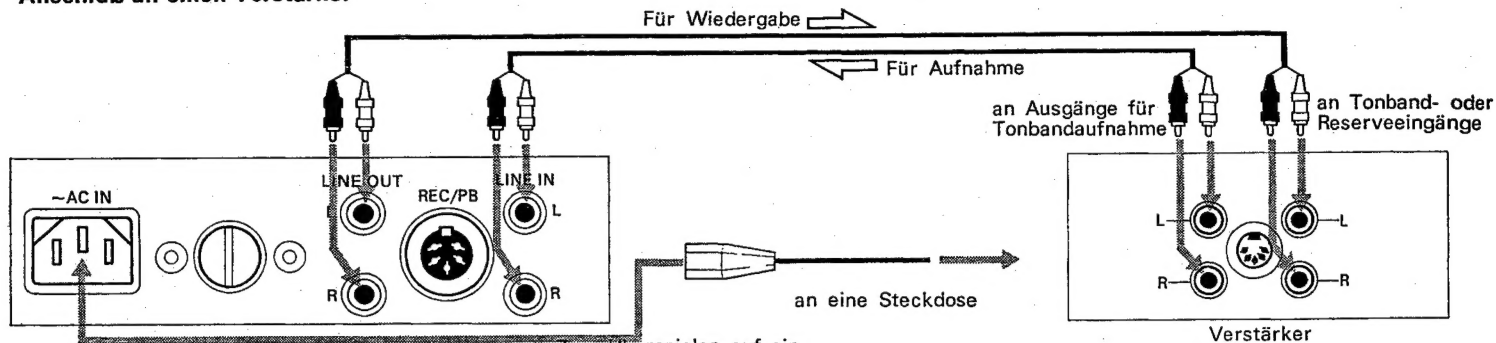 Für Wiedergabe
Für Aufnahme
an Ausgänge für
Tonbandaufnahme
an Tonband- oder
Reserveeingänge
~AC IN
LINE OUT
REC/PB
LINE IN
L
L
R
R
L
L
R
R
an eine Steckdose
Verstärker